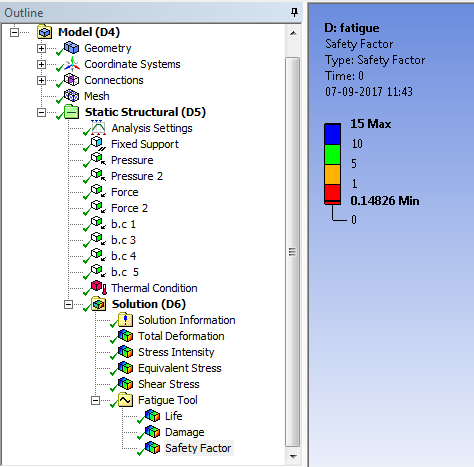 Outline
Model (D4)
Geometry
Coordinate Systems
Connections
Mesh
Static Structural (D5)
Analysis Settings
Fixed Support
Pressure
Pressure 2
Force
Force 2
b.c 1
b.c 3
b.c 4
b.c  5
Thermal Condition
Solution (D6)
Solution Information
Total Deformation
Stress Intensity
Equivalent Stress
Shear Stress
Fatigue Tool
Life
Damage
Safety Factor
D: fatigue
Safety Factor
Type: Safety Factor
Time: 0
07-09-2017 11:43
15 Max
10
5
1
0.14826 Min
0